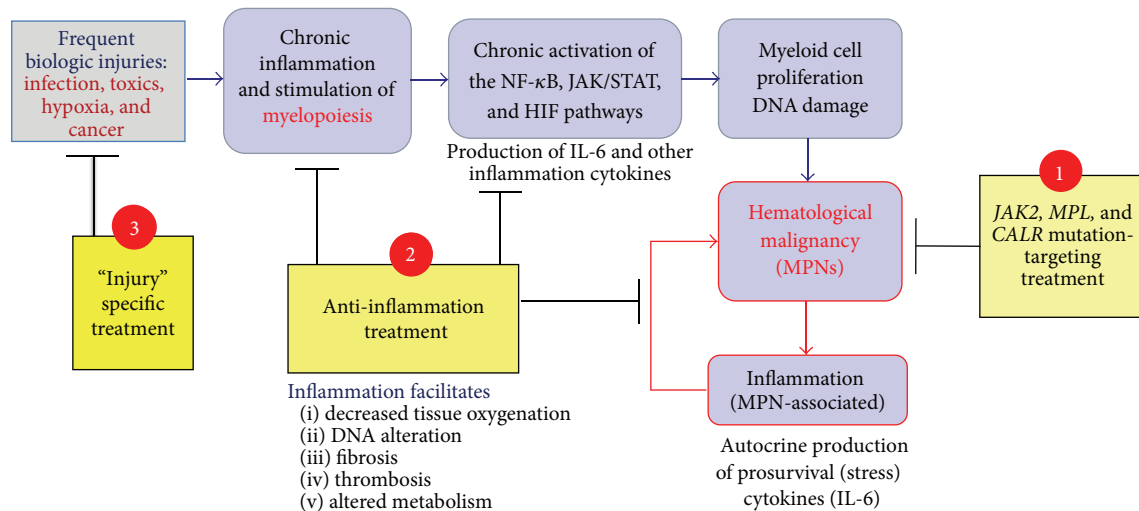 Frequent
biologic injuries:
infection, toxics,
hypoxia, and
cancer
Chronic
inflammation
and stimulation of
myelopoiesis
Chronic activation of
the NF-κB, JAK/STAT,
and HIF pathways
Production of IL-6 and other
inflammation cytokines
Myeloid cell
proliferation
DNA damage
3
"Injury"
specific
treatment
2
Anti-inflammation
treatment
Hematological
malignancy
(MPNs)
1
JAK2, MPL, and
CALR mutation-
targeting
treatment
Inflammation facilitates
(i) decreased tissue oxygenation
(ii) DNA alteration
(iii) fibrosis
(iv) thrombosis
(v) altered metabolism
Inflammation
(MPN-associated)
Autocrine production
of prosurvival (stress)
cytokines (IL-6)